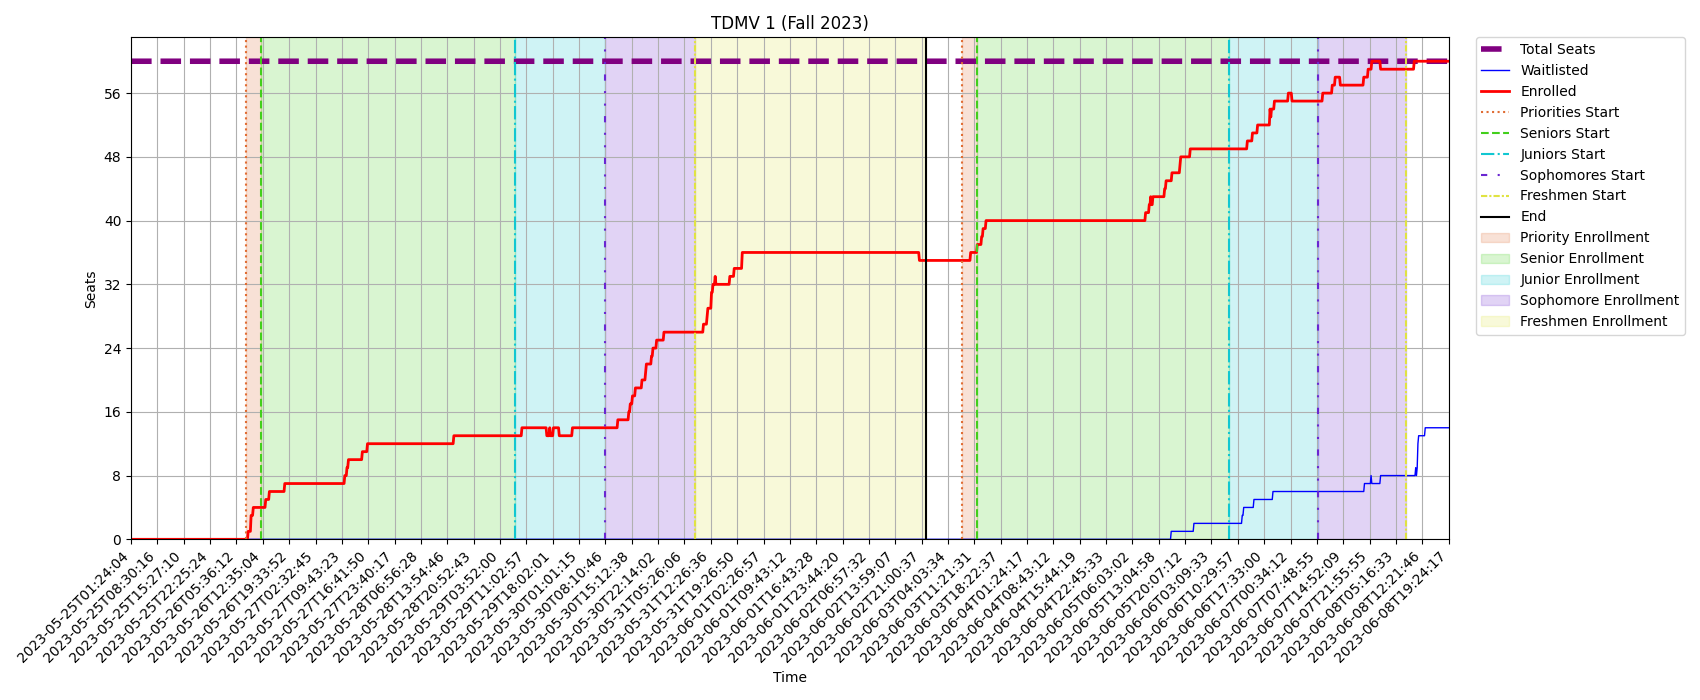 TDMV 1 (Fall 2023)
Total Seats
Waitlisted
Enrolled
Priorities Start
Seniors Start
Juniors Start
Sophomores Start
Freshmen Start
End
Priority Enrollment
Senior Enrollment
Junior Enrollment
Sophomore Enrollment
Freshmen Enrollment
Seats
56
48
40
32
24
16
8
0
2023-05-25T01:24:04
2023-05-25T08:30:16
2023-05-25T15:27:10
2023-05-25T22:25:24
2023-05-26T05:36:12
2023-05-26T12:35:04
2023-05-26T19:33:52
2023-05-27T02:32:45
2023-05-27T09:43:23
2023-05-27T16:41:50
2023-05-27T23:40:17
2023-05-28T06:56:28
2023-05-28T13:54:46
2023-05-28T20:52:43
2023-05-29T03:52:00
2023-05-29T11:02:57
2023-05-29T18:02:01
2023-05-30T01:01:15
2023-05-30T08:10:46
2023-05-30T15:12:38
2023-05-30T22:14:02
2023-05-31T05:26:06
2023-05-31T12:26:36
2023-05-31T19:26:50
2023-06-01T02:26:57
2023-06-01T09:43:12
2023-06-01T16:43:28
2023-06-01T23:44:20
2023-06-02T06:57:32
2023-06-02T13:59:07
2023-06-02T21:00:37
2023-06-03T04:03:34
2023-06-03T11:21:31
2023-06-03T18:22:37
2023-06-04T01:24:17
2023-06-04T08:43:12
2023-06-04T15:44:19
2023-06-04T22:45:33
2023-06-05T06:03:02
2023-06-05T13:04:58
2023-06-05T20:07:12
2023-06-06T03:09:33
2023-06-06T10:29:57
2023-06-06T17:33:00
2023-06-07T00:34:12
2023-06-07T07:48:55
2023-06-07T14:52:09
2023-06-07T21:55:55
2023-06-08T05:16:33
2023-06-08T12:21:46
2023-06-08T19:24:17
Time